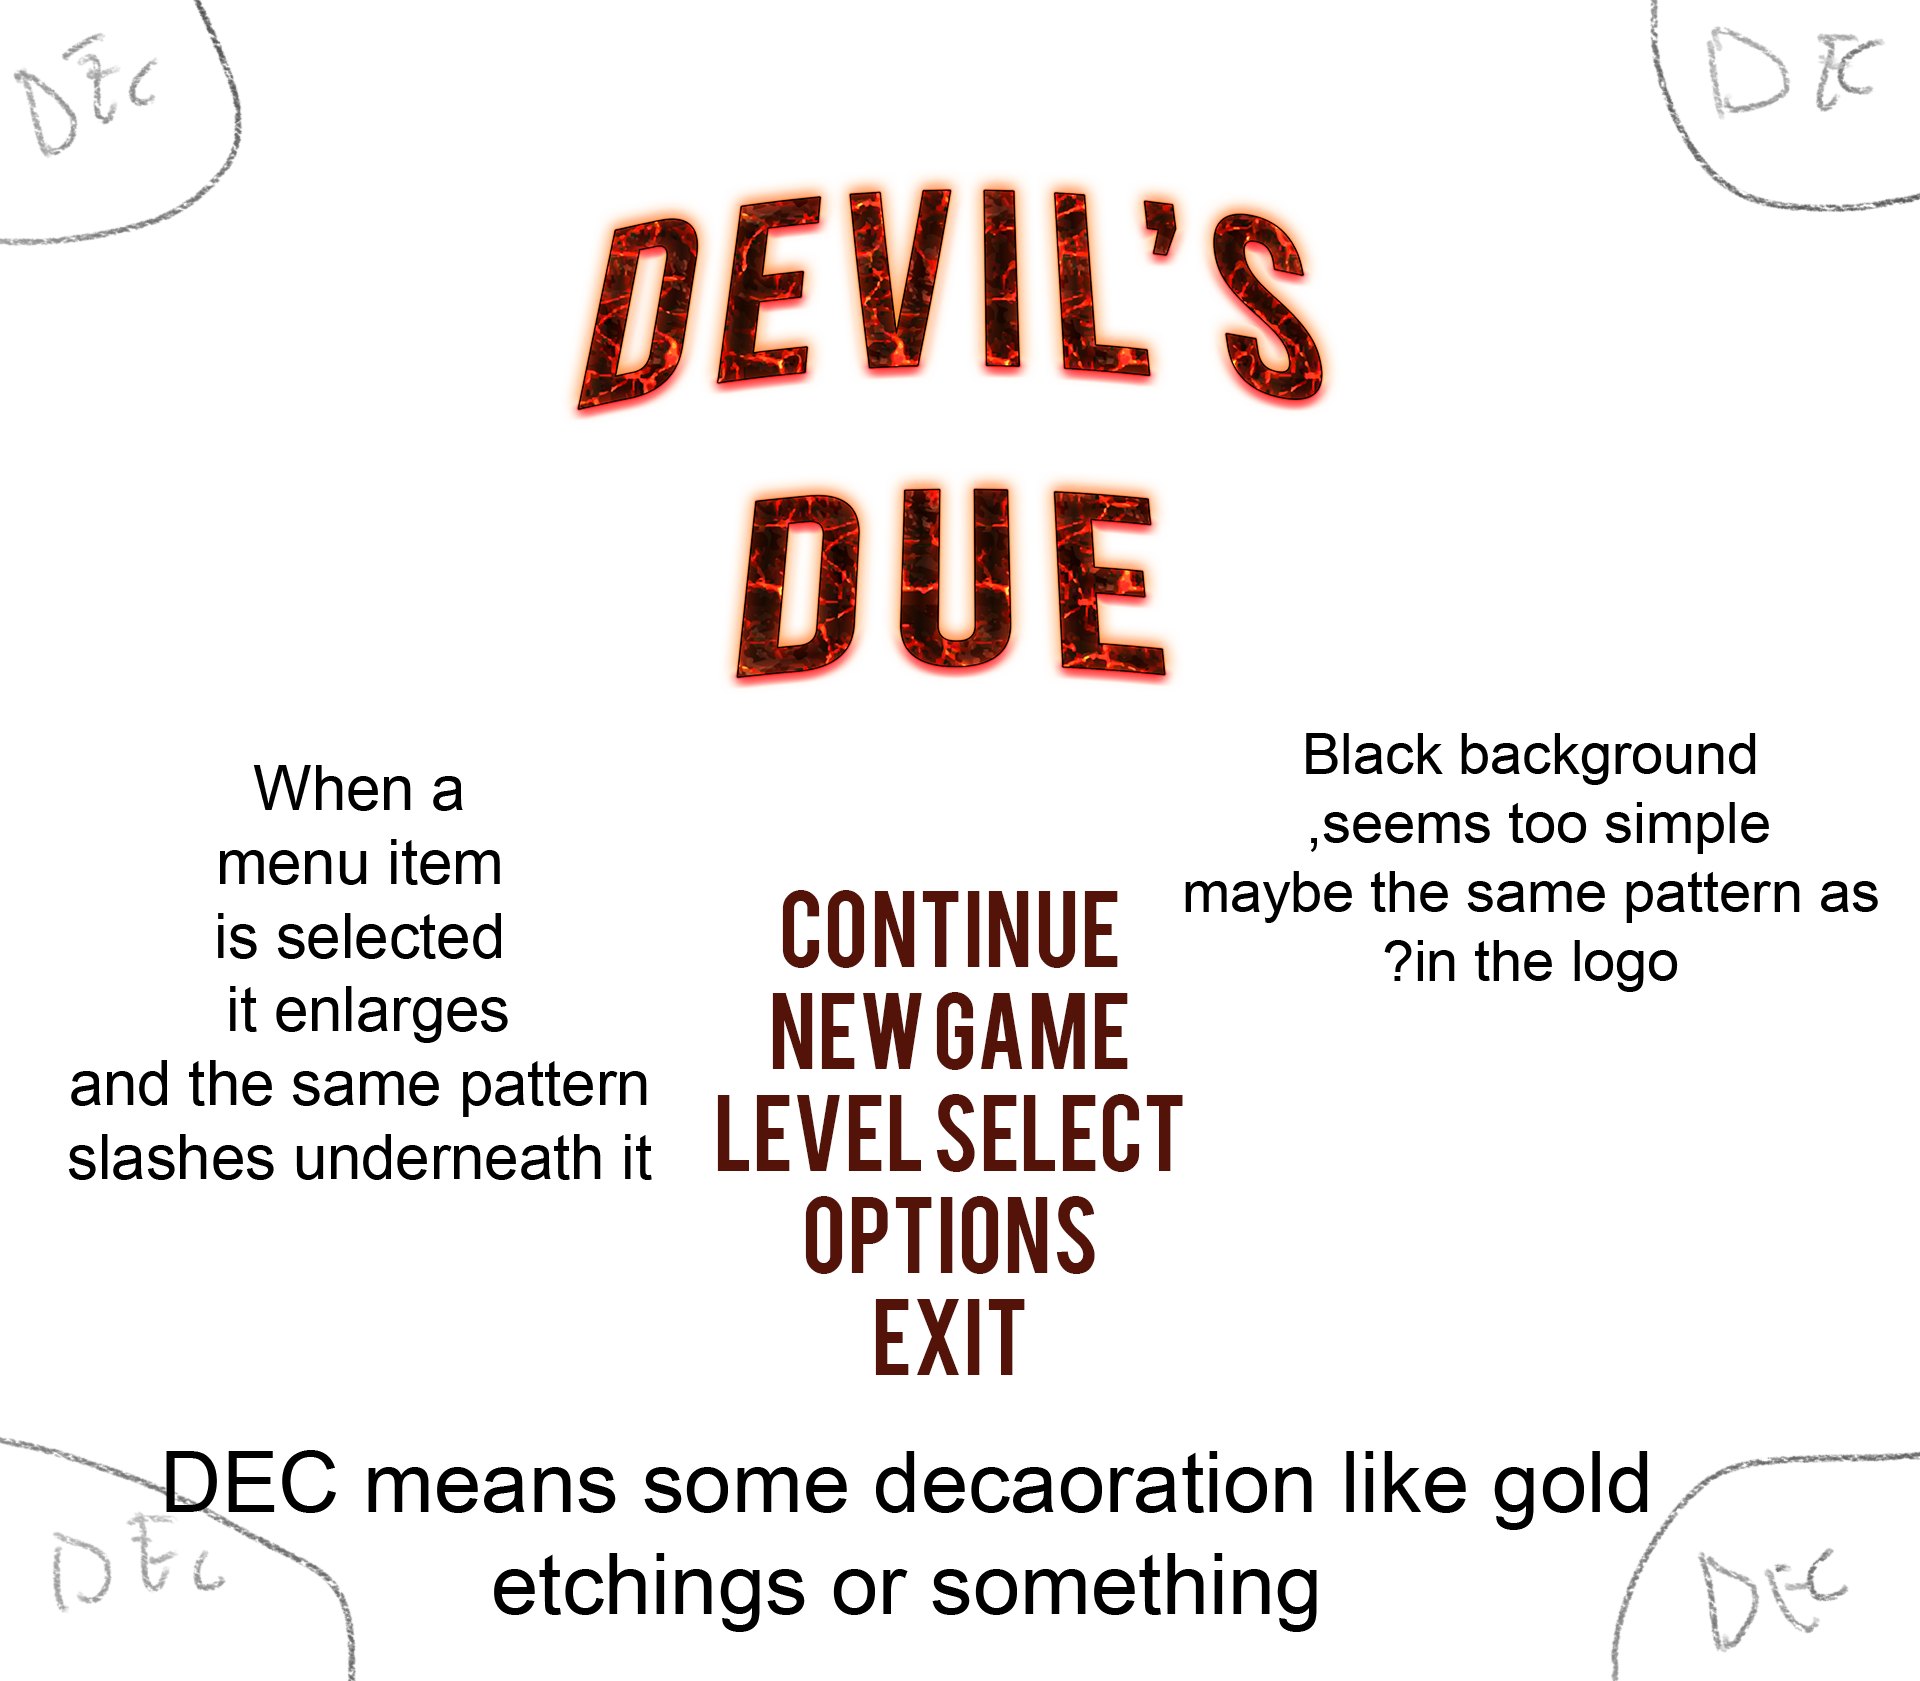 DEC
DEC
DEVIL'S
DUE
When a
menu item
is selected
it enlarges
and the same pattern
slashes underneath it
Black background
,seems too simple
maybe the same pattern as
?in the logo
CONTINUE
NEW GAME
LEVEL SELECT
OPTIONS
EXIT
DEC means some decaoration like gold
etchings or something
DEC
DEC